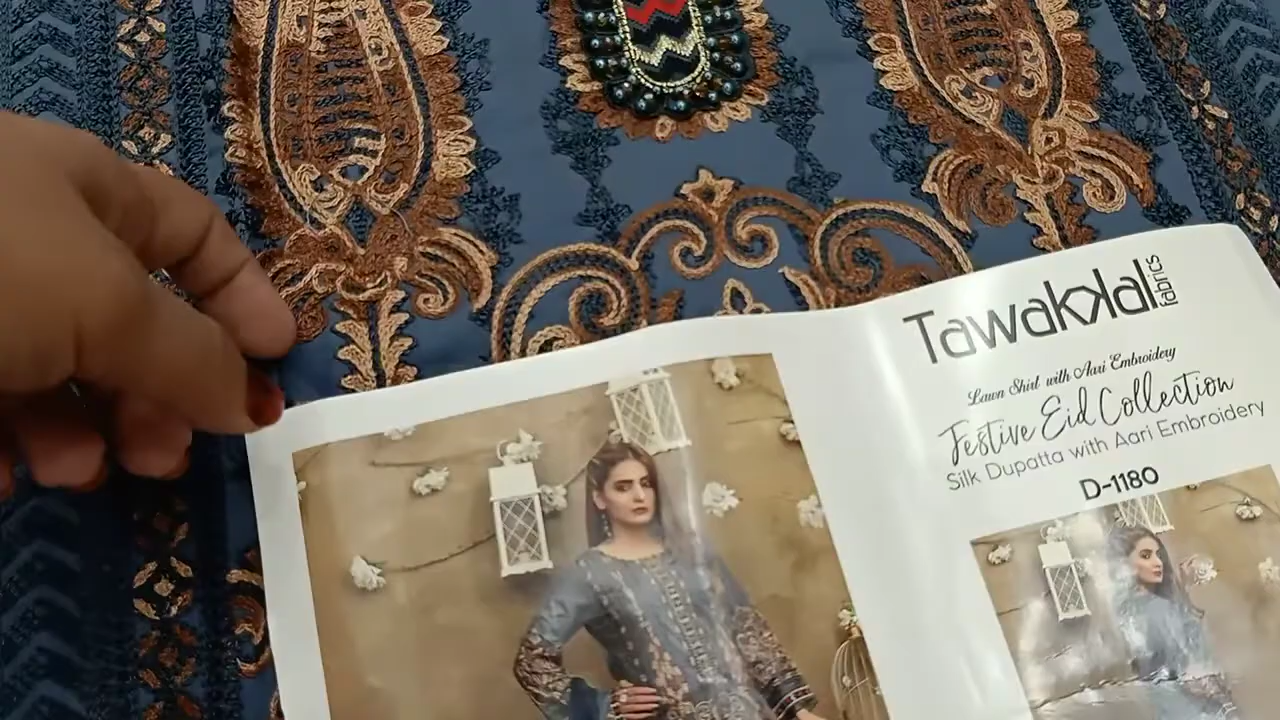 Tawakkal fabrics
Lawn Shirt with Aari Embroidery
Festive Eid Collection
Silk Dupatta with Aari Embroidery
D-1180